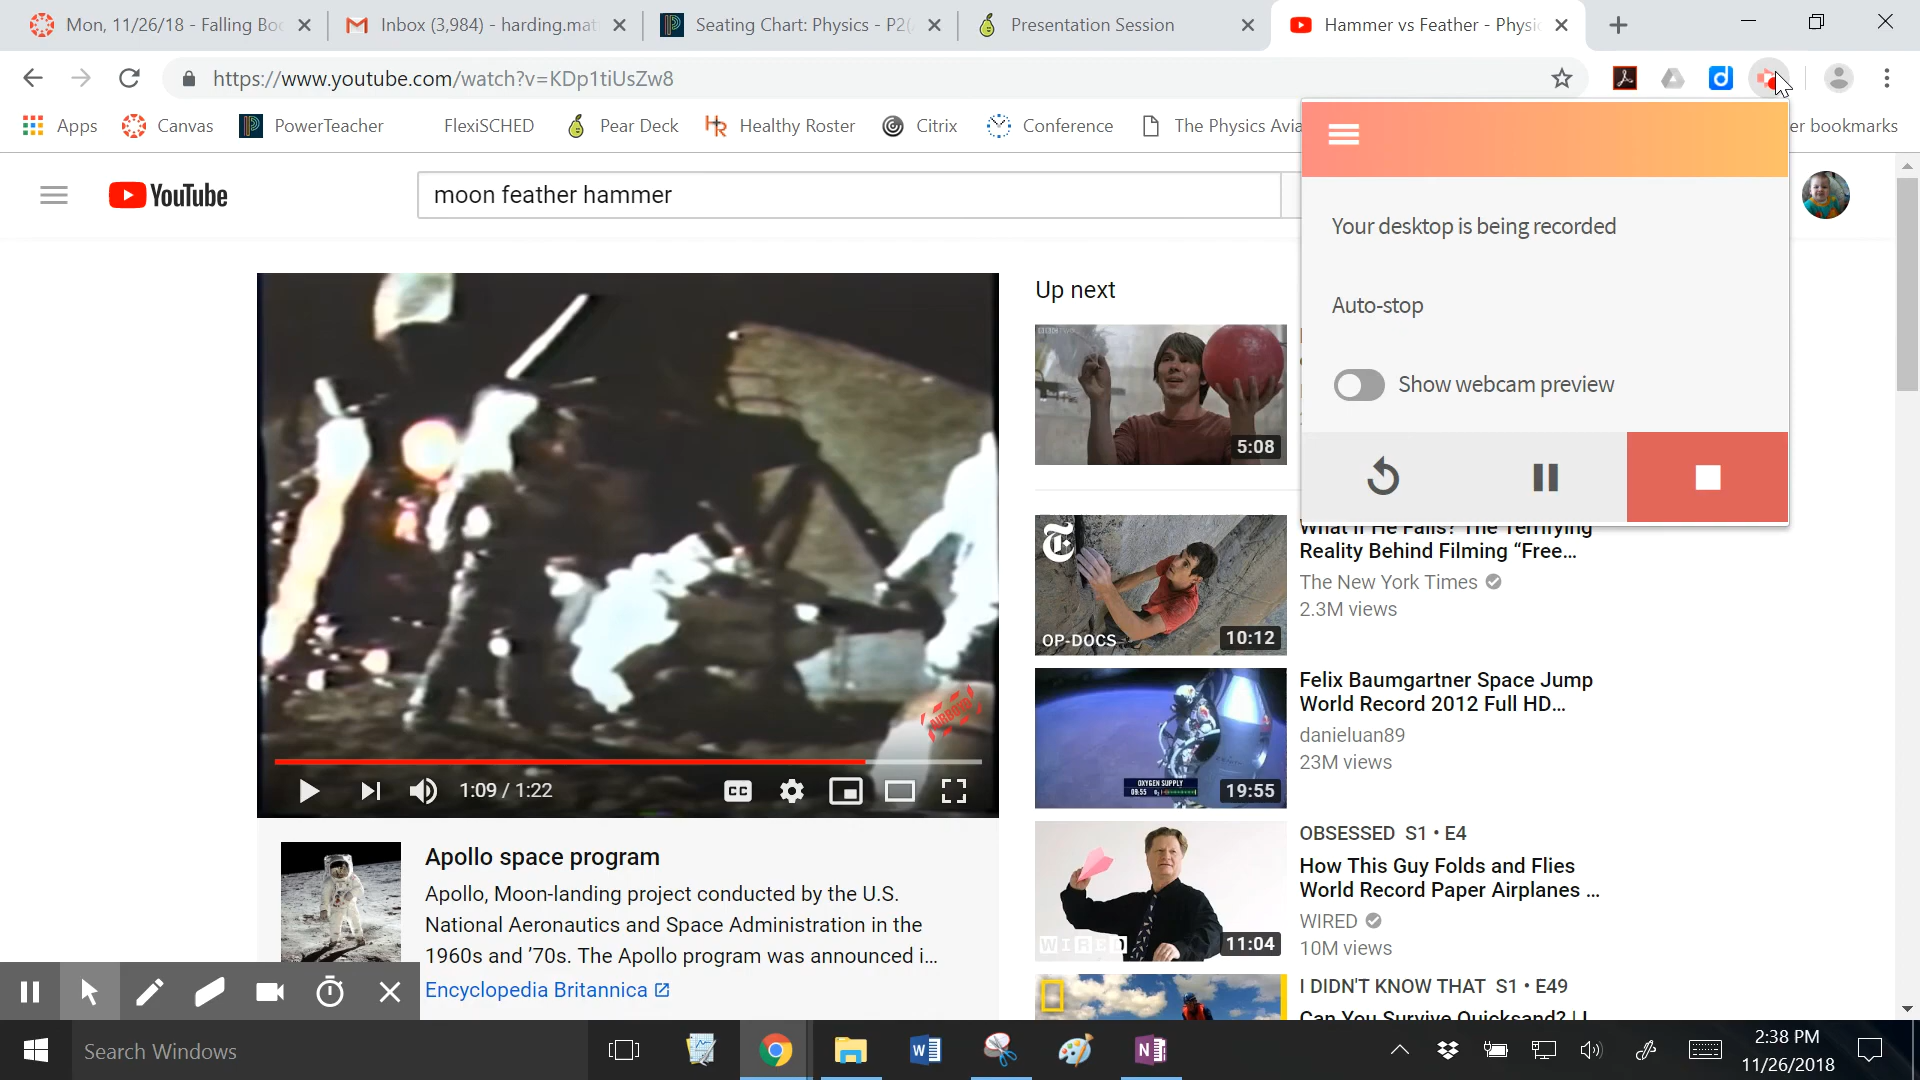 Mon, 11/26/18 - Falling Bo
Inbox (3,984) - harding.mat
Seating Chart: Physics - P2(
Presentation Session
Hammer vs Feather - Physi
https://www.youtube.com/watch?v=KDp1tiUsZw8
Apps
Canvas
PowerTeacher
FlexiSCHED
Pear Deck
Healthy Roster
Citrix
Conference
The Physics Avia
er bookmarks
YouTube
moon feather hammer
Your desktop is being recorded
Auto-stop
Show webcam preview
Up next
5:08
What if He Falls? The Terrifying
Reality Behind Filming “Free...
The New York Times
2.3M views
OP-DOCS
10:12
Felix Baumgartner Space Jump
World Record 2012 Full HD...
danieluan89
23M views
OXYGEN SUPPLY
19:55
1:09 / 1:22
CC
OBSESSED S1 • E4
How This Guy Folds and Flies
World Record Paper Airplanes ...
WIRED
10M views
WIRED
11:04
Apollo space program
Apollo, Moon-landing project conducted by the U.S.
National Aeronautics and Space Administration in the
1960s and '70s. The Apollo program was announced i...
Encyclopedia Britannica
I DIDN'T KNOW THAT S1 • E49
Can You Survive Quicksand? | I
Search Windows
2:38 PM
11/26/2018